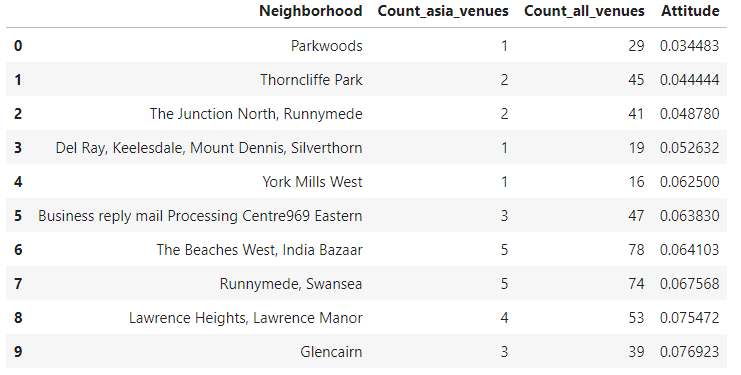 Neighborhood Count_asia_venues Count_all_venues Attitude
0 Parkwoods 1 29 0.034483
1 Thorncliffe Park 2 45 0.044444
2 The Junction North, Runnymede 2 41 0.048780
3 Del Ray, Keelesdale, Mount Dennis, Silverthorn 1 19 0.052632
4 York Mills West 1 16 0.062500
5 Business reply mail Processing Centre969 Eastern 3 47 0.063830
6 The Beaches West, India Bazaar 5 78 0.064103
7 Runnymede, Swansea 5 74 0.067568
8 Lawrence Heights, Lawrence Manor 4 53 0.075472
9 Glencairn 3 39 0.076923